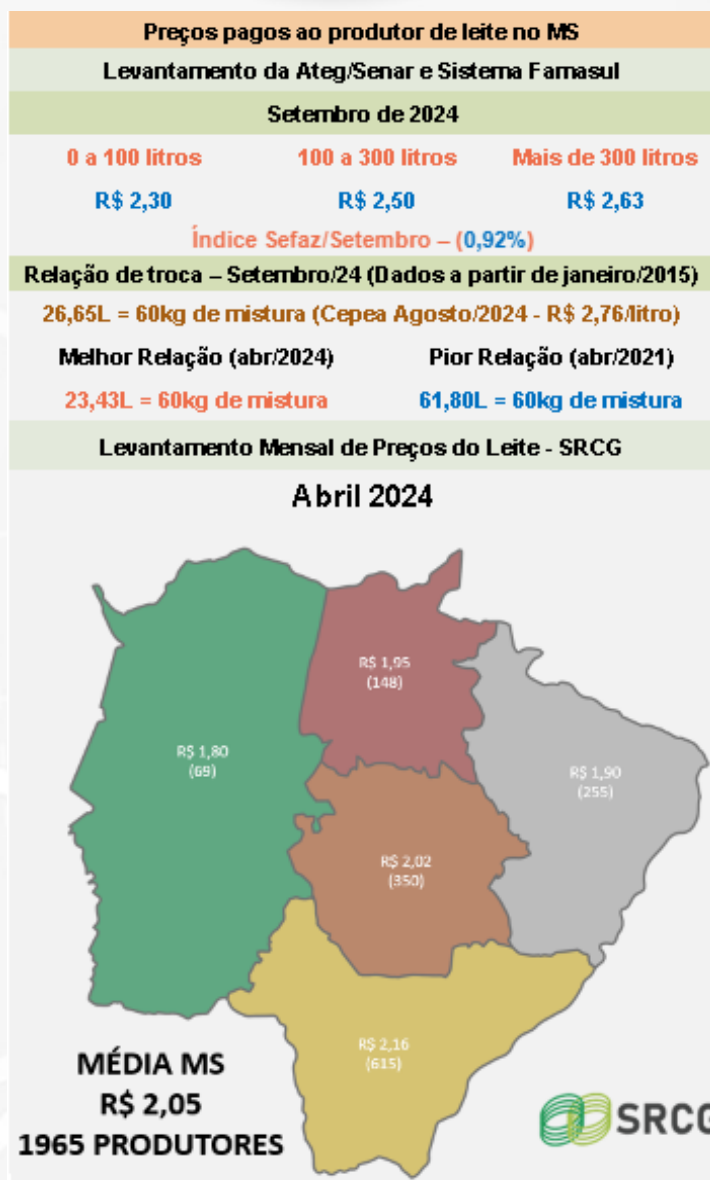 Preços pagos ao produtor de leite no MS
Levantamento da Ateg/Senar e Sistema Famasul
Setembro de 2024
0 a 100 litros 100 a 300 litros Mais de 300 litros
R$ 2,30 R$ 2,50 R$ 2,63
Índice Sefaz/Setembro – (0,92%)
Relação de troca – Setembro/24 (Dados a partir de janeiro/2015)
26,65L = 60kg de mistura (Cepea Agosto/2024 - R$ 2,76/litro)
Melhor Relação (abr/2024) Pior Relação (abr/2021)
23,43L = 60kg de mistura 61,80L = 60kg de mistura
Levantamento Mensal de Preços do Leite - SRCG
Abril 2024
R$ 1,95
(148)
R$ 1,80
(69)
R$ 1,90
(255)
R$ 2,02
(350)
R$ 2,16
(615)
MÉDIA MS
R$ 2,05
1965 PRODUTORES
SRCG